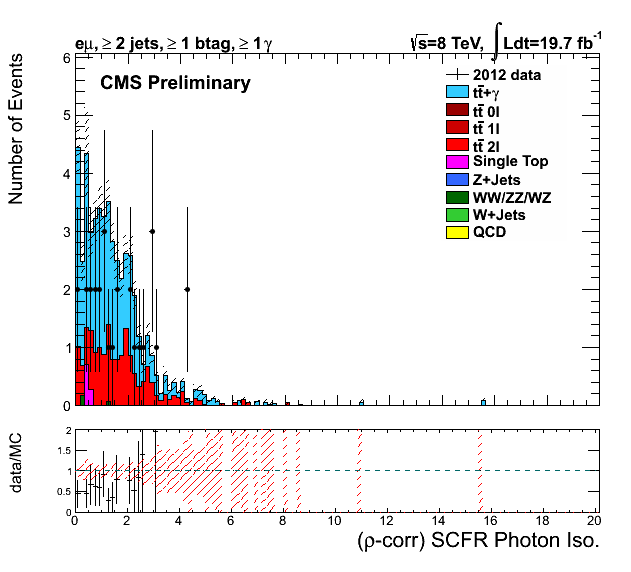 eμ, ≥ 2 jets, ≥ 1 btag, ≥ 1 γ
√s=8 TeV, ∫ Ldt=19.7 fb⁻¹
CMS Preliminary
Number of Events
6
5
4
3
2
1
0
2012 data
tt̄+γ
tt̄ 0l
tt̄ 1l
tt̄ 2l
Single Top
Z+Jets
WW/ZZ/WZ
W+Jets
QCD
data/MC
2
1.5
1
0.5
0
0 2 4 6 8 10 12 14 16 18 20
(ρ-corr) SCFR Photon Iso.